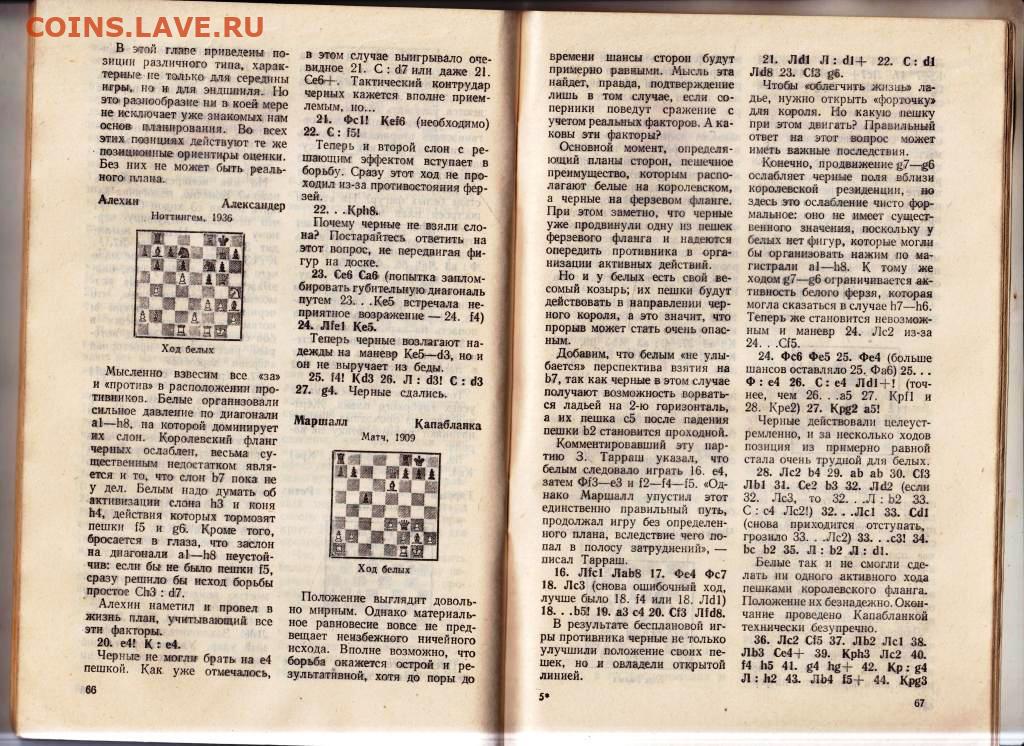 COINS.LAVE.RU
В этой главе приведены по-
зиции различного типа, харак-
терные не только для середины
игры, но и для эндшпиля. Но
это разнообразие ни в коей мере
не исключает уже знакомых нам
основ планирования. Во всех
этих позициях действуют те же
позиционные ориентиры оценки.
Без них не может быть реаль-
ного плана.
Алехин Александер
Ноттингем, 1936
Ход белых
Мысленно взвесим все «за»
и «против» в расположении про-
тивников. Белые организовали
сильное давление по диагонали
a1—h8, на которой доминирует
их слон. Королевский фланг
черных ослаблен, весьма су-
щественным недостатком явля-
ется и то, что слон b7 пока не
у дел. Белым надо думать об
активизации слона h3 и коня
h4, действия которых тормозят
пешки f5 и g6. Кроме того,
бросается в глаза, что заслон
на диагонали a1—h8 неустой-
чив: если бы не было пешки f5,
сразу решило бы исход борьбы
простое Ch3 : d7.
Алехин наметил и провел в
жизнь план, учитывающий все
эти факторы.
20. e4! К : e4.
Черные не могли брать на e4
пешкой. Как уже отмечалось,
66
в этом случае выигрывало оче-
видное 21. С : d7 или даже 21.
Сe6+. Тактический контрудар
черных кажется вполне прием-
лемым, но...
21. Фc1! Кef6 (необходимо)
22. С : f5!
Теперь и второй слон с ре-
шающим эффектом вступает в
борьбу. Сразу этот ход не про-
ходил из-за противостояния фер-
зей.
22. . .Крh8.
Почему черные не взяли сло-
на? Постарайтесь ответить на
этот вопрос, не передвигая фи-
гур на доске.
23. Сe6 Сa6 (попытка заплом-
бировать губительную диагональ
путем 23. . .Кe5 встречала не-
приятное возражение — 24. f4)
24. Лfe1 Кe5.
Теперь черные возлагают на-
дежды на маневр Кe5—d3, но и
он не выручает из беды.
25. f4! Кd3 26. Л : d3! С : d3
27. g4. Черные сдались.
Маршалл Капабланка
Матч, 1909
Ход белых
Положение выглядит доволь-
но мирным. Однако материаль-
ное равновесие вовсе не пред-
вещает неизбежного ничейного
исхода. Вполне возможно, что
борьба окажется острой и ре-
зультативной, хотя до поры до
времени шансы сторон будут
примерно равными. Мысль эта
найдет, правда, подтверждение
лишь в том случае, если со-
перники поведут сражение с
учетом реальных факторов. А ка-
ковы эти факторы?
Основной момент, определя-
ющий планы сторон, пешечное
преимущество, которым распо-
лагают белые на королевском,
а черные на ферзевом фланге.
При этом заметно, что черные
уже продвинули одну из пешек
ферзевого фланга и надеются
опередить противника в орга-
низации активных действий.
Но и у белых есть свой ве-
сомый козырь; их пешки будут
действовать в направлении чер-
ного короля, а это значит, что
прорыв может стать очень опас-
ным.
Добавим, что белым «не улы-
бается» перспектива взятия на
b7, так как черные в этом случае
получают возможность ворвать-
ся ладьей на 2-ю горизонталь,
а их пешка c5 после падения
пешки b2 становится проходной.
Комментировавший эту пар-
тию З. Тарраш указал, что
белым следовало играть 16. e4,
затем Фf3—e3 и f2—f4—f5. «Од-
нако Маршалл упустил этот
единственно правильный путь,
продолжал игру без определен-
ного плана, вследствие чего по-
пал в полосу затруднений», —
писал Тарраш.
16. Лfc1 Лab8 17. Фe4 Фc7
18. Лc3 (снова ошибочный ход,
лучше было 18. f4 или 18. Лd1)
18. . .b5! 19. a3 c4 20. Cf3 Лfd8.
В результате бесплановой иг-
ры противника черные не только
улучшили положение своих пе-
шек, но и овладели открытой
линией.
5*
21. Лd1 Л : d1+ 22. С : d1
Лd8 23. Cf3 g6.
Чтобы «облегчить жизнь» ла-
дье, нужно открыть «форточку»
для короля. Но какую пешку
при этом двигать? Правильный
ответ на этот вопрос может
иметь важные последствия.
Конечно, продвижение g7—g6
ослабляет черные поля вблизи
королевской резиденции, но
здесь это ослабление чисто фор-
мальное: оно не имеет сущест-
венного значения, поскольку у
белых нет фигур, которые могли
бы организовать нажим по ма-
гистрали a1—h8. К тому же
ходом g7—g6 ограничивается ак-
тивность белого ферзя, которая
могла сказаться в случае h7—h6.
Теперь же становится невозмож-
ным и маневр 24. Лc2 из-за
24. . .Cf5.
24. Фc6 Фe5 25. Фe4 (больше
шансов оставляло 25. Фa6) 25. . .
Ф : e4 26. С : e4 Лd1+! (точ-
нее, чем 26. . .a5 27. Крf1 и
28. Крe2) 27. Крg2 a5!
Черные действовали целеуст-
ремленно, и за несколько ходов
позиция из примерно равной
стала очень трудной для белых.
28. Лc2 b4 29. ab ab 30. Cf3
Лb1 31. Сe2 b3 32. Лd2 (если
32. Лc3, то 32. . .Л : b2 33.
С : c4 Лc2!) 32. . .Лc1 33. Сd1
(снова приходится отступать,
грозило 33. . .Лc2) 33. . .c3! 34.
bc b2 35. Л : b2 Л : d1.
Белые так и не смогли сде-
лать ни одного активного хода
пешками королевского фланга.
Положение их безнадежно. Окон-
чание проведено Капабланкой
технически безупречно.
36. Лc2 Cf5 37. Лb2 Лc1 38.
Лb3 Сe4+ 39. Крh3 Лc2 40.
f4 h5 41. g4 hg+ 42. Кр : g4
Л : h2 43. Лb4 f5+ 44. Крg3
67